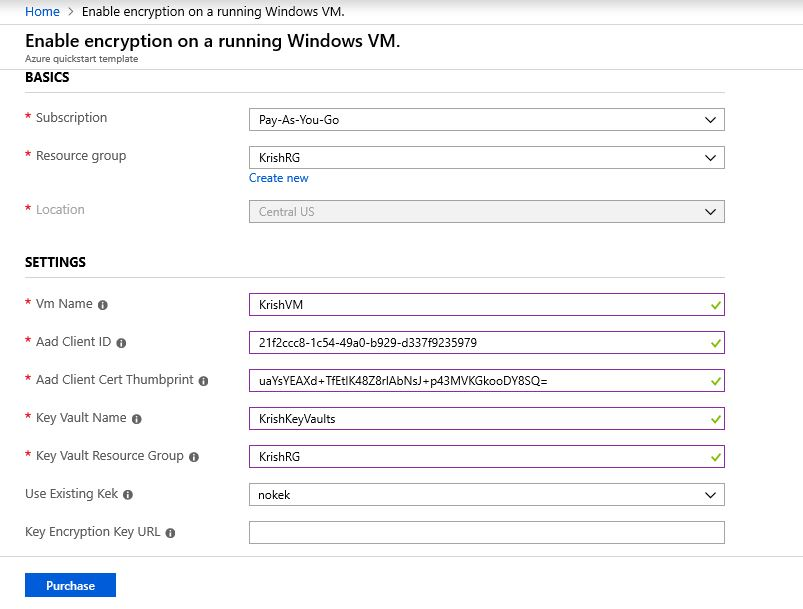 Home > Enable encryption on a running Windows VM.
Enable encryption on a running Windows VM.
Azure quickstart template
BASICS
* Subscription Pay-As-You-Go
* Resource group KrishRG
Create new
* Location Central US
SETTINGS
* Vm Name KrishVM
* Aad Client ID 21f2ccc8-1c54-49a0-b929-d337f9235979
* Aad Client Cert Thumbprint uaYsYEAXd+TfEtlK48Z8rlAbNsJ+p43MVKGkooDY8SQ=
* Key Vault Name KrishKeyVaults
* Key Vault Resource Group KrishRG
Use Existing Kek nokek
Key Encryption Key URL
Purchase